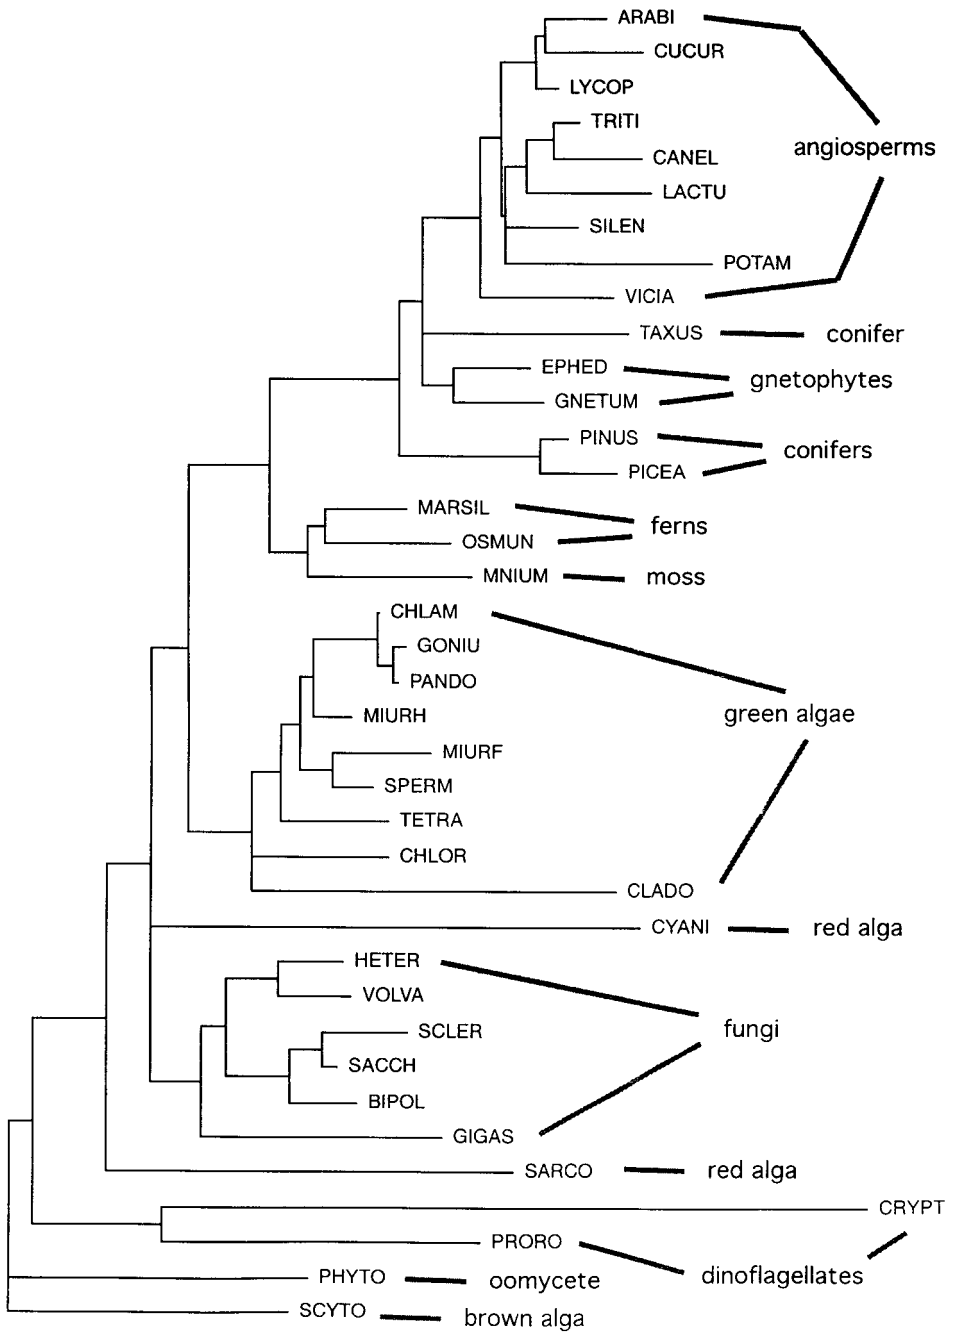 ARABI
CUCUR
LYCOP
TRITI
angiosperms
CANEL
LACTU
SILEN
POTAM
VICIA
TAXUS conifer
EPHED
gnetophytes
GNETUM
PINUS
conifers
PICEA
MARSIL
ferns
OSMUN
MNIUM moss
CHLAM
GONIU
PANDO
green algae
MIURH
MIURF
SPERM
TETRA
CHLOR
CLADO
CYANI red alga
HETER
VOLVA
fungi
SCLER
SACCH
BIPOL
GIGAS
SARCO red alga
CRYPT
PRORO
dinoflagellates
PHYTO oomycete
SCYTO brown alga